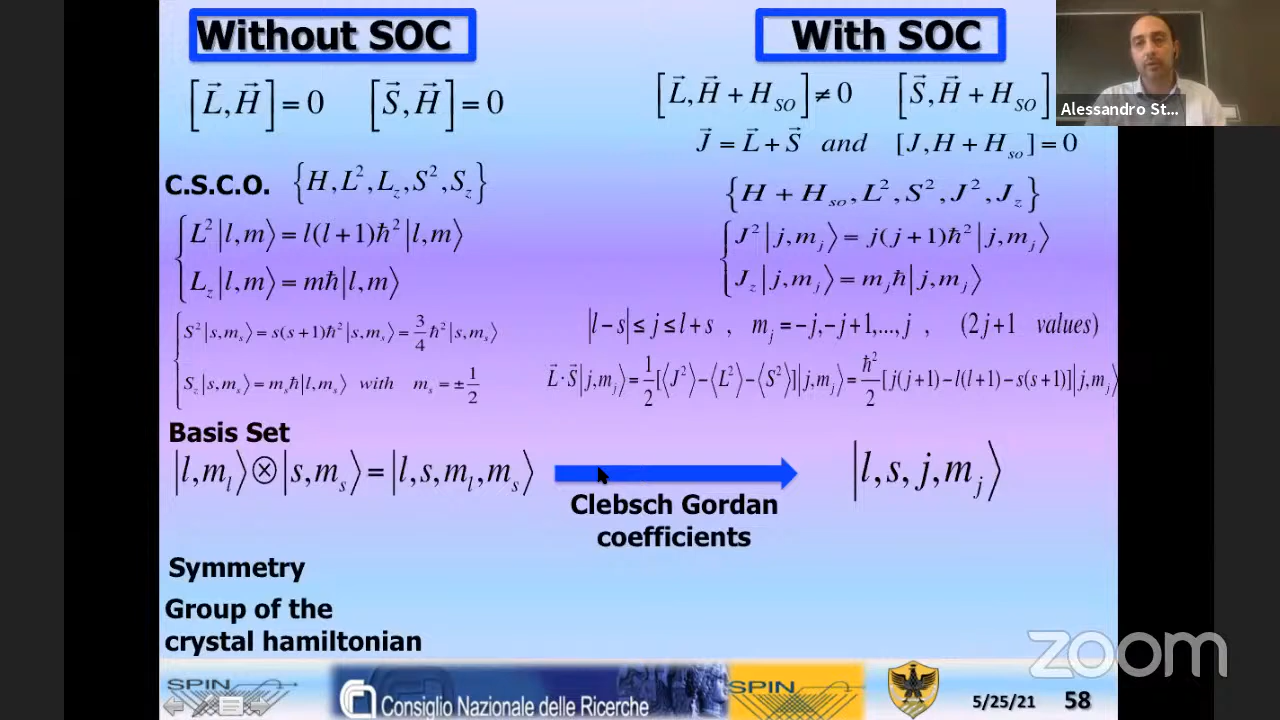 Without SOC
With SOC
[L⃗, H⃗] = 0 [S⃗, H⃗] = 0
[L⃗, H⃗ + H_SO] ≠ 0 [S⃗, H⃗ + H_SO]
J⃗ = L⃗ + S⃗ and [J, H + H_so] = 0
Alessandro St...
C.S.C.O. {H, L², L_z, S², S_z}
{H + H_so, L², S², J², J_z}
L²|l,m⟩ = l(l+1)ħ²|l,m⟩
L_z|l,m⟩ = mħ|l,m⟩
J²|j,m_j⟩ = j(j+1)ħ²|j,m_j⟩
J_z|j,m_j⟩ = m_jħ|j,m_j⟩
S²|s,m_s⟩ = s(s+1)ħ²|s,m_s⟩ = 3/4 ħ²|s,m_s⟩
S_z|s,m_s⟩ = m_sħ|l,m_s⟩ with m_s = ± 1/2
|l−s| ≤ j ≤ l+s , m_j = −j,−j+1,...,j , (2j+1 values)
L⃗·S⃗|j,m_j⟩ = 1/2 [⟨J²⟩−⟨L²⟩−⟨S²⟩]|j,m_j⟩ = ħ²/2 [j(j+1)−l(l+1)−s(s+1)]|j,m_j⟩
Basis Set
|l,m_l⟩⊗|s,m_s⟩ = |l,s,m_l,m_s⟩
Clebsch Gordan
coefficients
|l,s,j,m_j⟩
Symmetry
Group of the
crystal hamiltonian
zoom
SPIN
Consiglio Nazionale delle Ricerche
SPIN
5/25/21 58